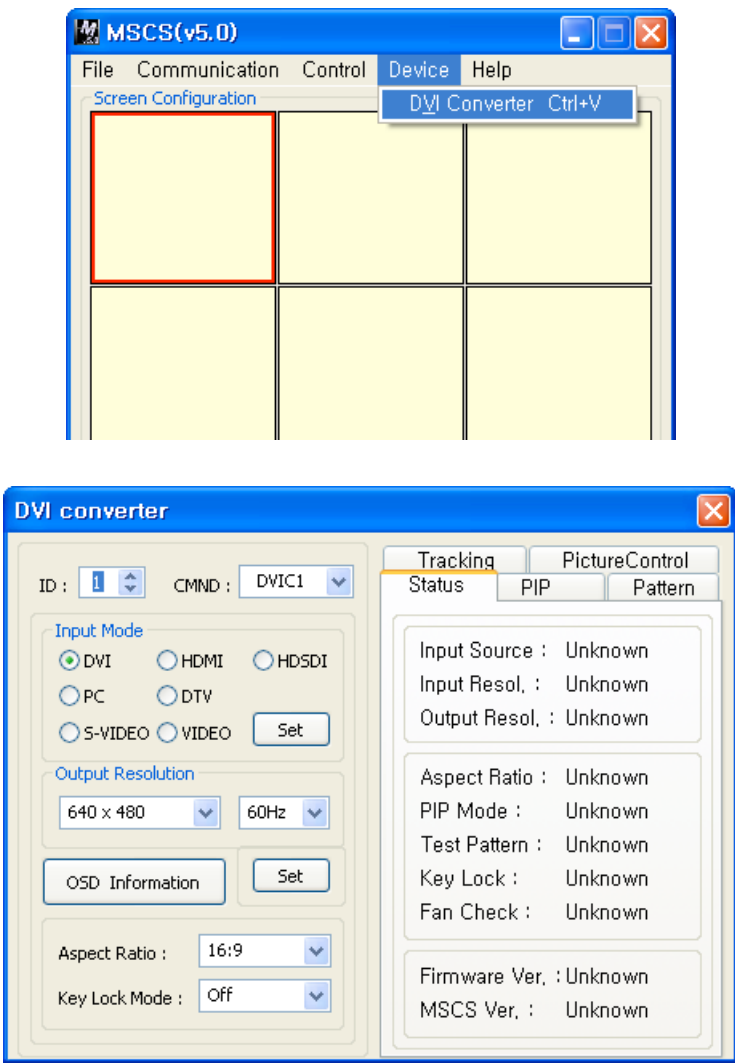 MSCS(v5.0)
File Communication Control Device Help
Screen Configuration
DVI Converter Ctrl+V
DVI converter
ID : 1 CMND : DVIC1
Input Mode
DVI HDMI HDSDI
PC DTV
S-VIDEO VIDEO Set
Output Resolution
640 x 480 60Hz
OSD Information Set
Aspect Ratio : 16:9
Key Lock Mode : Off
Tracking PictureControl
Status PIP Pattern
Input Source : Unknown
Input Resol, : Unknown
Output Resol, : Unknown
Aspect Ratio : Unknown
PIP Mode : Unknown
Test Pattern : Unknown
Key Lock : Unknown
Fan Check : Unknown
Firmware Ver, : Unknown
MSCS Ver, : Unknown